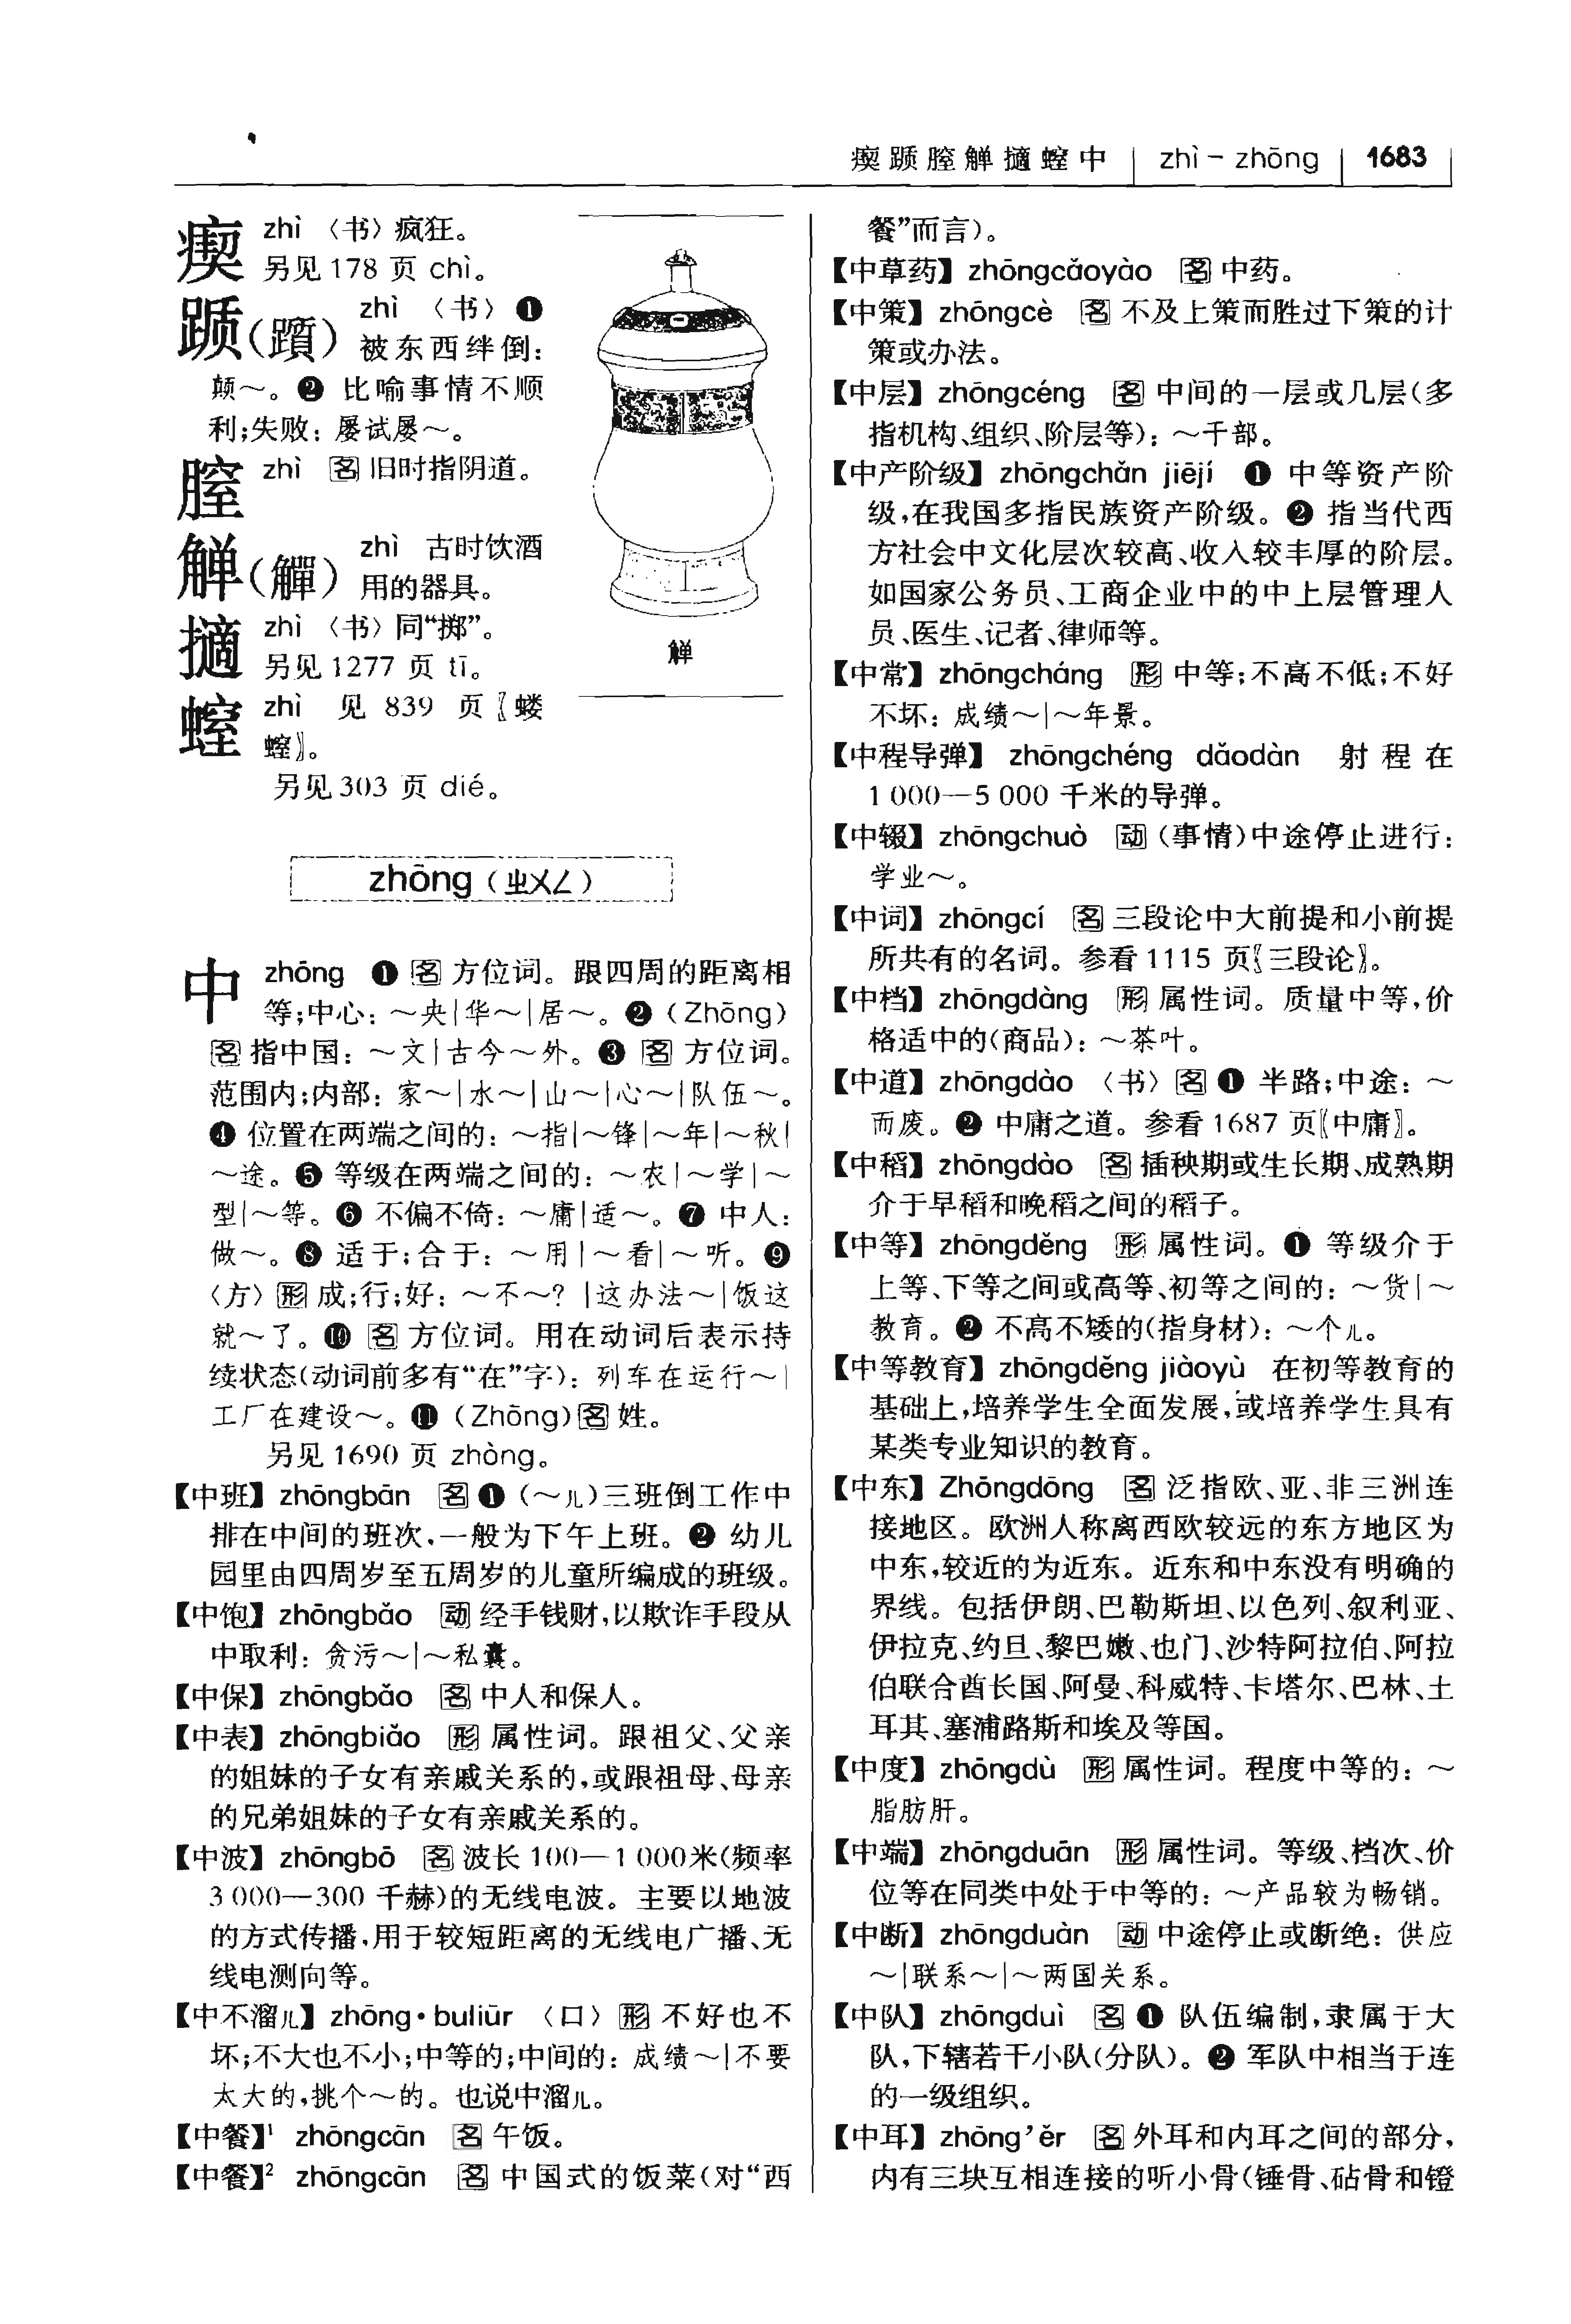 瘈踬膣觯擿螲中 zhì－zhōng 1683
瘈 zhì 〈书〉疯狂。
另见178页 chì。
踬(躓) zhì 〈书〉❶
被东西绊倒：
颠～。❷ 比喻事情不顺
利;失败：屡试屡～。
膣 zhì 名 旧时指阴道。
觯(觶) zhì 古时饮酒
用的器具。
擿 zhì 〈书〉同“掷”。
另见1277页 tī。
螲 zhì 见 839 页〖蝼
螲〗。
另见303页 dié。
觯
zhōng（ㄓㄨㄥ）
中 zhōng ❶ 名 方位词。跟四周的距离相
等;中心：～央|华～|居～。❷（Zhōng）
名 指中国：～文|古今～外。❸ 名 方位词。
范围内;内部：家～|水～|山～|心～|队伍～。
❹ 位置在两端之间的：～指|～锋|～年|～秋|
～途。❺ 等级在两端之间的：～农|～学|～
型|～等。❻ 不偏不倚：～庸|适～。❼ 中人：
做～。❽ 适于;合于：～用|～看|～听。❾
〈方〉形 成;行;好：～不～？|这办法～|饭这
就～了。❿ 名 方位词。用在动词后表示持
续状态(动词前多有“在”字)：列车在运行～|
工厂在建设～。⓫（Zhōng）名 姓。
另见1690页 zhòng。
【中班】zhōngbān 名 ❶（～儿）三班倒工作中
排在中间的班次,一般为下午上班。❷ 幼儿
园里由四周岁至五周岁的儿童所编成的班级。
【中饱】zhōngbǎo 动 经手钱财,以欺诈手段从
中取利：贪污～|～私囊。
【中保】zhōngbǎo 名 中人和保人。
【中表】zhōngbiǎo 形 属性词。跟祖父、父亲
的姐妹的子女有亲戚关系的,或跟祖母、母亲
的兄弟姐妹的子女有亲戚关系的。
【中波】zhōngbō 名 波长100—1 000米(频率
3 000—300 千赫)的无线电波。主要以地波
的方式传播,用于较短距离的无线电广播、无
线电测向等。
【中不溜儿】zhōng·buliūr 〈口〉形 不好也不
坏;不大也不小;中等的;中间的：成绩～|不要
太大的,挑个～的。也说中溜儿。
【中餐】¹ zhōngcān 名 午饭。
【中餐】² zhōngcān 名 中国式的饭菜(对“西
餐”而言)。
【中草药】zhōngcǎoyào 名 中药。
【中策】zhōngcè 名 不及上策而胜过下策的计
策或办法。
【中层】zhōngcéng 名 中间的一层或几层(多
指机构、组织、阶层等)：～干部。
【中产阶级】zhōngchǎn jiējí ❶ 中等资产阶
级,在我国多指民族资产阶级。❷ 指当代西
方社会中文化层次较高、收入较丰厚的阶层。
如国家公务员、工商企业中的中上层管理人
员、医生、记者、律师等。
【中常】zhōngcháng 形 中等;不高不低;不好
不坏：成绩～|～年景。
【中程导弹】zhōngchéng dǎodàn 射程在
1 000—5 000 千米的导弹。
【中辍】zhōngchuò 动（事情)中途停止进行：
学业～。
【中词】zhōngcí 名 三段论中大前提和小前提
所共有的名词。参看1115页〖三段论〗。
【中档】zhōngdàng 形 属性词。质量中等,价
格适中的(商品)：～茶叶。
【中道】zhōngdào 〈书〉名 ❶ 半路;中途：～
而废。❷ 中庸之道。参看1687页〖中庸〗。
【中稻】zhōngdào 名 插秧期或生长期、成熟期
介于早稻和晚稻之间的稻子。
【中等】zhōngděng 形 属性词。❶ 等级介于
上等、下等之间或高等、初等之间的：～货|～
教育。❷ 不高不矮的(指身材)：～个儿。
【中等教育】zhōngděng jiàoyù 在初等教育的
基础上,培养学生全面发展,或培养学生具有
某类专业知识的教育。
【中东】Zhōngdōng 名 泛指欧、亚、非三洲连
接地区。欧洲人称离西欧较远的东方地区为
中东,较近的为近东。近东和中东没有明确的
界线。包括伊朗、巴勒斯坦、以色列、叙利亚、
伊拉克、约旦、黎巴嫩、也门、沙特阿拉伯、阿拉
伯联合酋长国、阿曼、科威特、卡塔尔、巴林、土
耳其、塞浦路斯和埃及等国。
【中度】zhōngdù 形 属性词。程度中等的：～
脂肪肝。
【中端】zhōngduān 形 属性词。等级、档次、价
位等在同类中处于中等的：～产品较为畅销。
【中断】zhōngduàn 动 中途停止或断绝：供应
～|联系～|～两国关系。
【中队】zhōngduì 名 ❶ 队伍编制,隶属于大
队,下辖若干小队(分队)。❷ 军队中相当于连
的一级组织。
【中耳】zhōng’ěr 名 外耳和内耳之间的部分,
内有三块互相连接的听小骨(锤骨、砧骨和镫